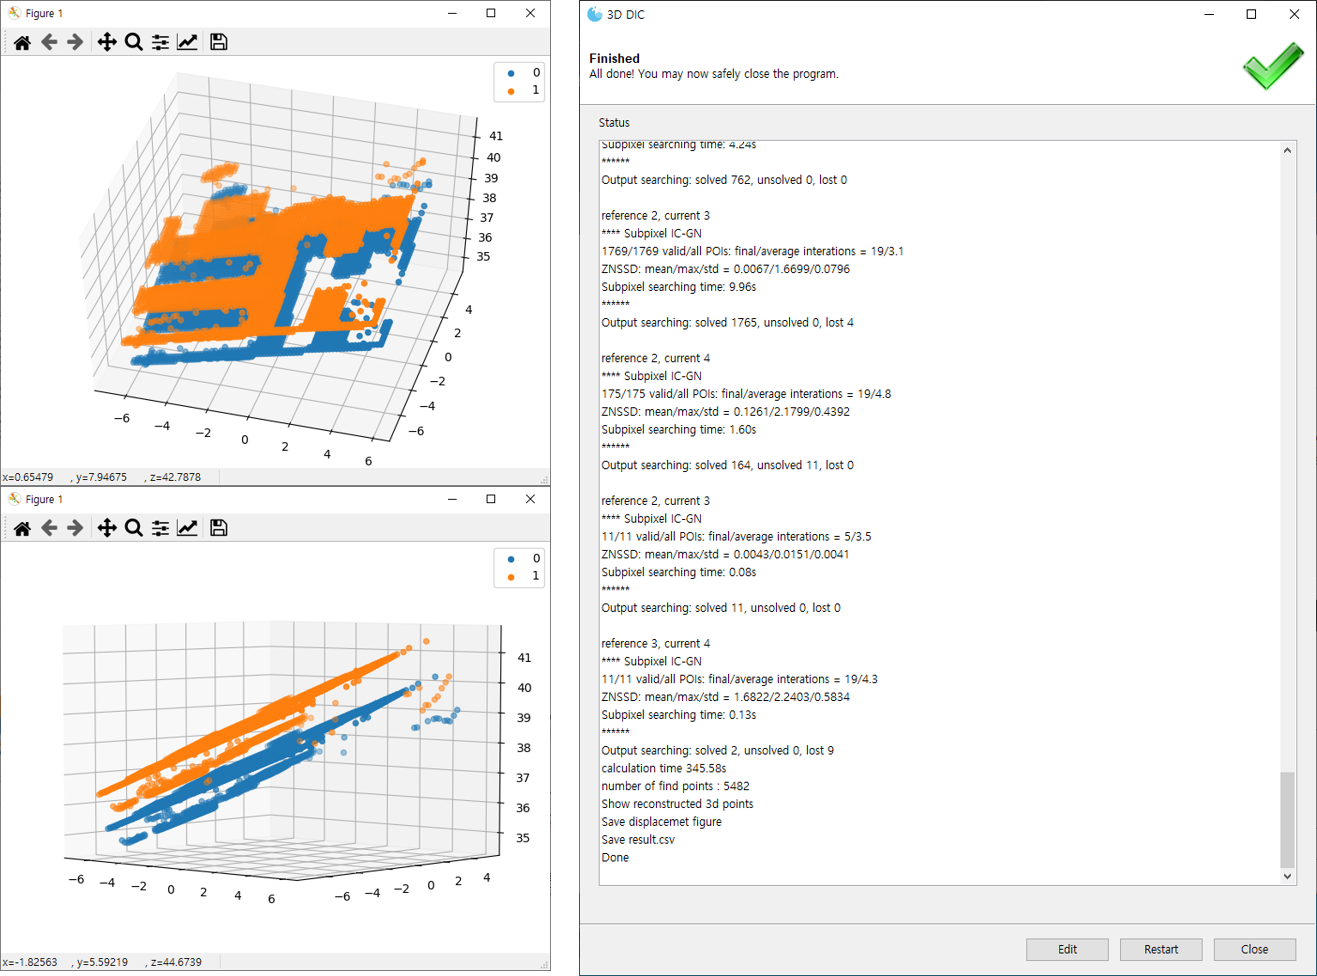 Figure 1
0
1
41
40
39
38
37
36
35
4
2
0
−2
−4
−6
−6
−4
−2
0
2
4
6
x=0.65479 , y=7.94675 , z=42.7878
Figure 1
0
1
41
40
39
38
37
36
35
−6 −4 −2 0 2 4 6
−6 −4 −2 0 2 4
x=-1.82563 , y=5.59219 , z=44.6739
3D DIC
Finished
All done! You may now safely close the program.
Status
Subpixel searching time: 4.24s
******
Output searching: solved 762, unsolved 0, lost 0
reference 2, current 3
**** Subpixel IC-GN
1769/1769 valid/all POIs: final/average interations = 19/3.1
ZNSSD: mean/max/std = 0.0067/1.6699/0.0796
Subpixel searching time: 9.96s
******
Output searching: solved 1765, unsolved 0, lost 4
reference 2, current 4
**** Subpixel IC-GN
175/175 valid/all POIs: final/average interations = 19/4.8
ZNSSD: mean/max/std = 0.1261/2.1799/0.4392
Subpixel searching time: 1.60s
******
Output searching: solved 164, unsolved 11, lost 0
reference 2, current 3
**** Subpixel IC-GN
11/11 valid/all POIs: final/average interations = 5/3.5
ZNSSD: mean/max/std = 0.0043/0.0151/0.0041
Subpixel searching time: 0.08s
******
Output searching: solved 11, unsolved 0, lost 0
reference 3, current 4
**** Subpixel IC-GN
11/11 valid/all POIs: final/average interations = 19/4.3
ZNSSD: mean/max/std = 1.6822/2.2403/0.5834
Subpixel searching time: 0.13s
******
Output searching: solved 2, unsolved 0, lost 9
calculation time 345.58s
number of find points : 5482
Show reconstructed 3d points
Save displacemet figure
Save result.csv
Done
Edit
Restart
Close